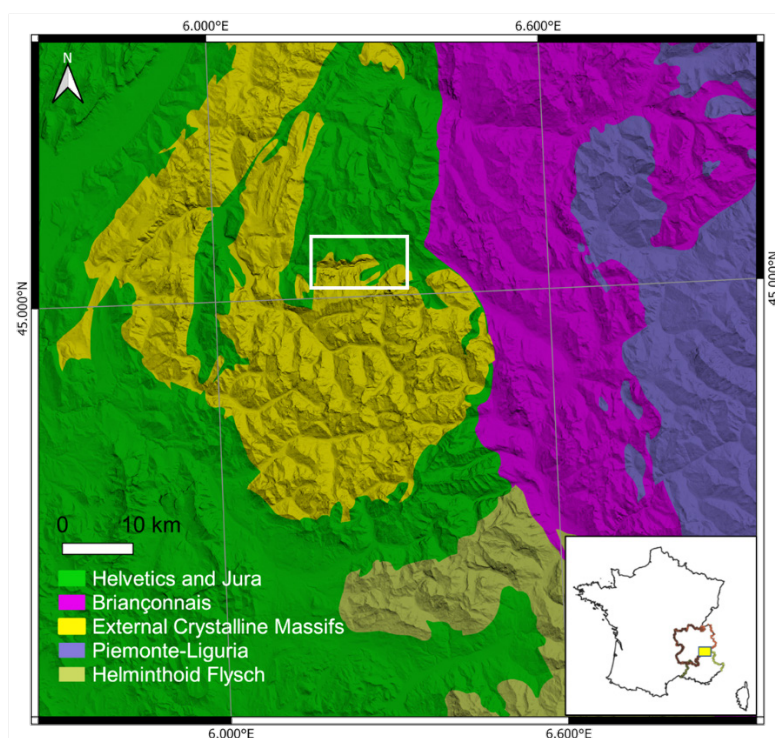 6.000°E
6.600°E
N
45.000°N
45.000°N
0 10 km
Helvetics and Jura
Briançonnais
External Crystalline Massifs
Piemonte-Liguria
Helminthoid Flysch
6.000°E
6.600°E